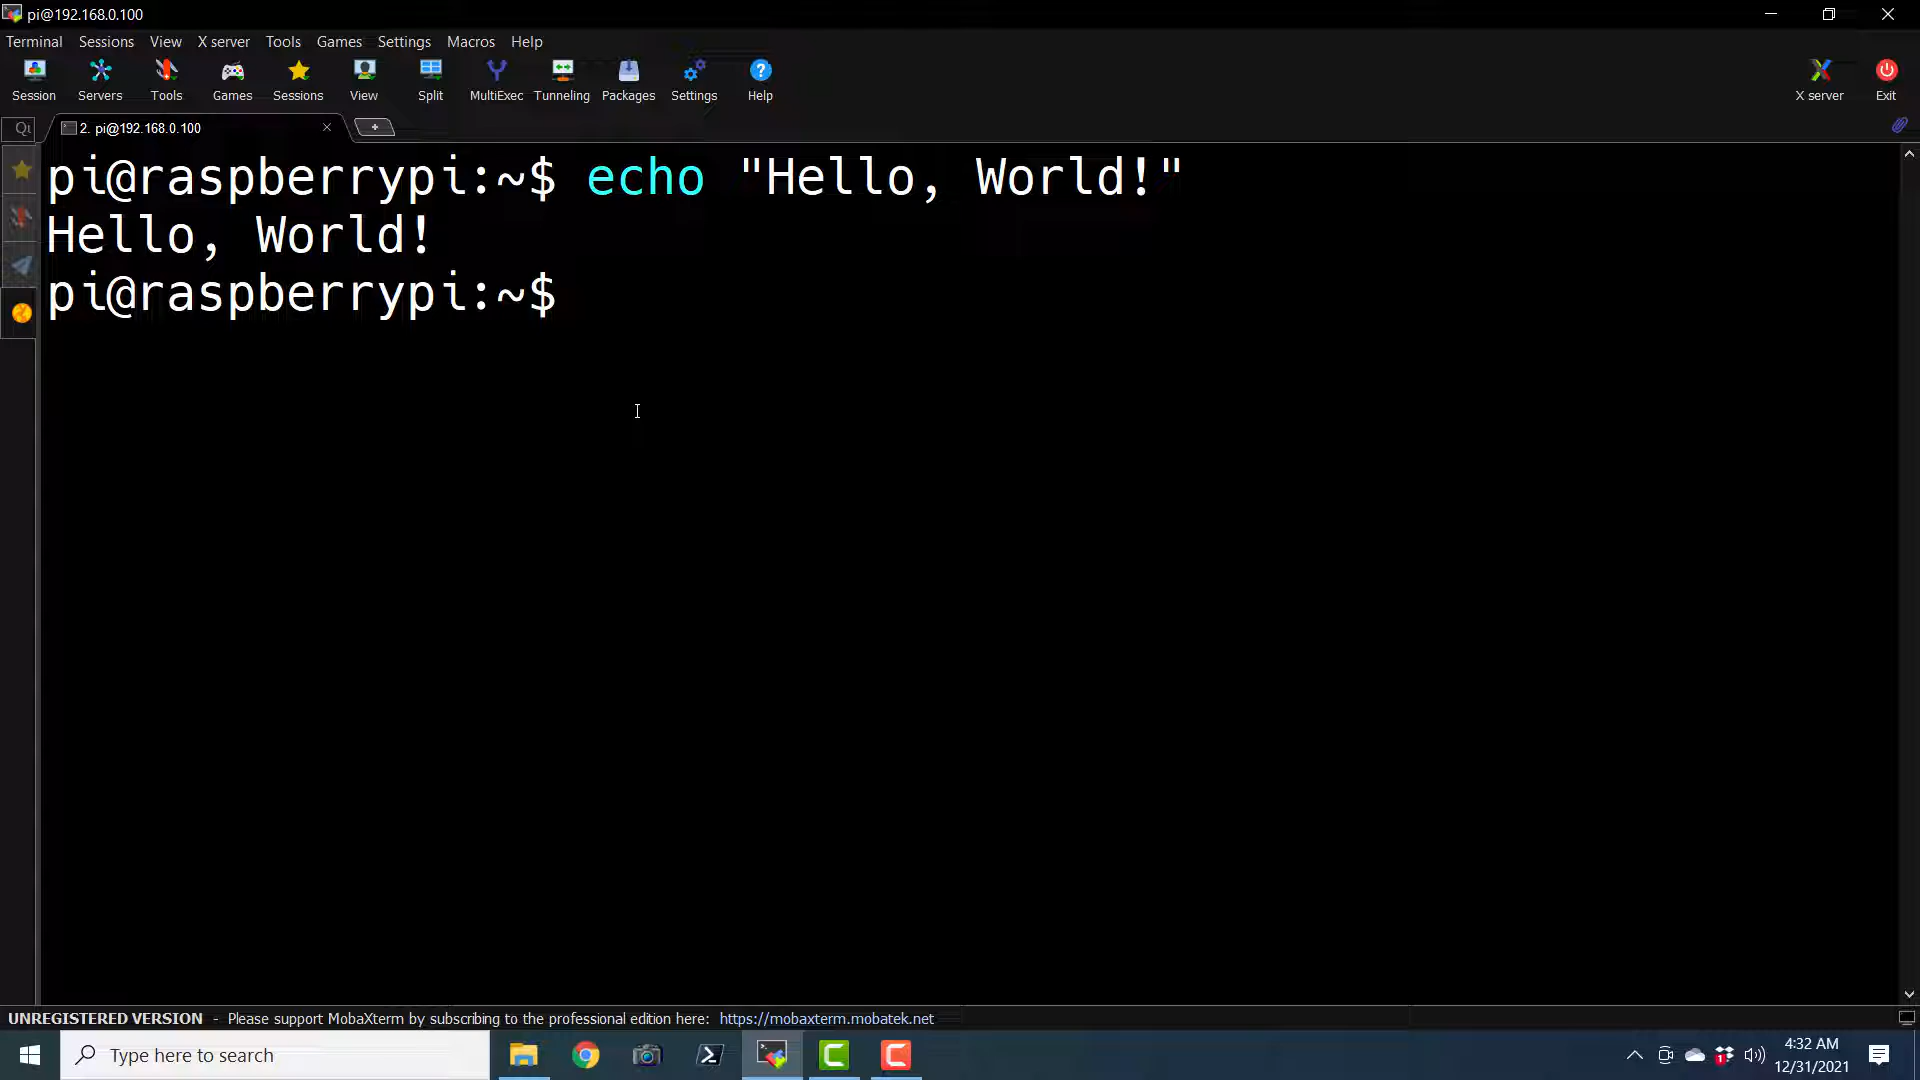 pi@192.168.0.100
Terminal Sessions View X server Tools Games Settings Macros Help
Session Servers Tools Games Sessions View Split MultiExec Tunneling Packages Settings Help X server Exit
2. pi@192.168.0.100
pi@raspberrypi:~$ echo "Hello, World!"
Hello, World!
pi@raspberrypi:~$
UNREGISTERED VERSION - Please support MobaXterm by subscribing to the professional edition here: https://mobaxterm.mobatek.net
Type here to search
4:32 AM
12/31/2021